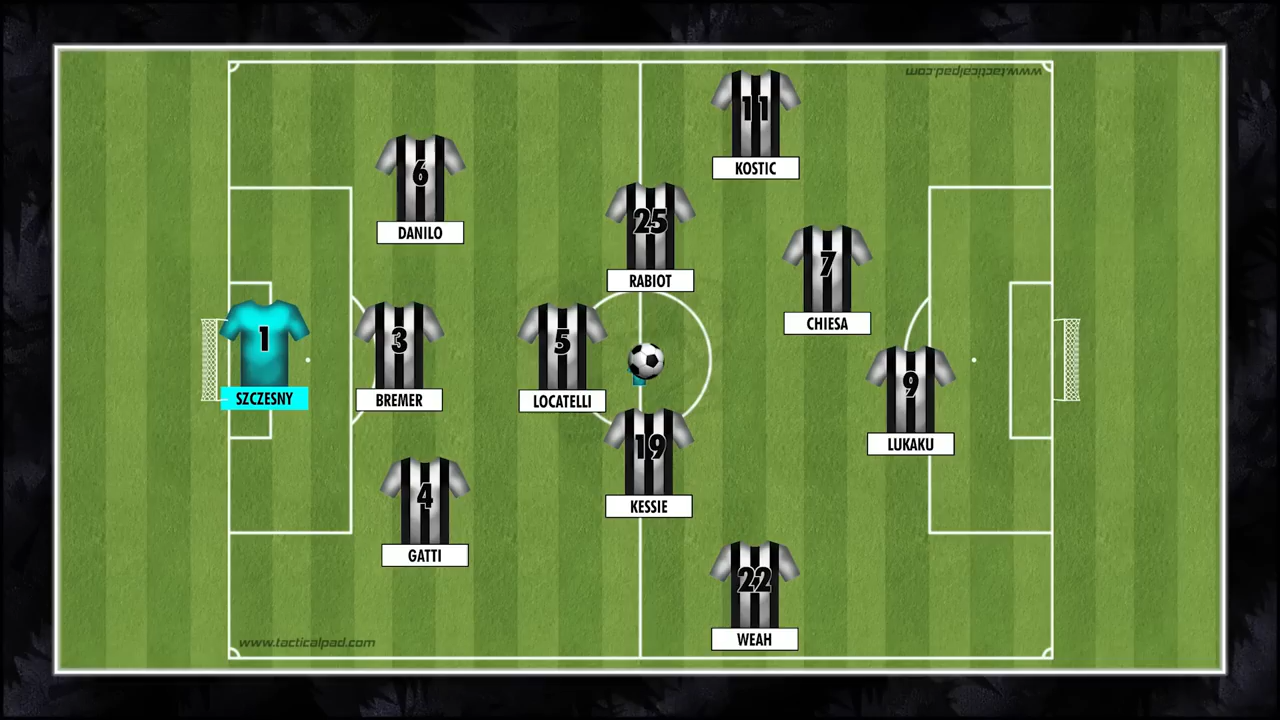 www.tacticalpad.com
11
KOSTIC
6
DANILO
25
RABIOT
7
CHIESA
1
SZCZESNY
3
BREMER
5
LOCATELLI
9
LUKAKU
19
KESSIE
4
GATTI
22
WEAH
www.tacticalpad.com